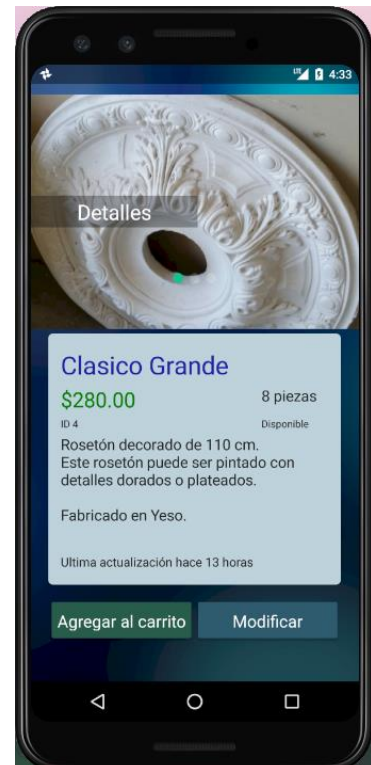 LTE 4:33
Detalles
Clasico Grande
$280.00 8 piezas
ID 4 Disponible
Rosetón decorado de 110 cm.
Este rosetón puede ser pintado con
detalles dorados o plateados.
Fabricado en Yeso.
Ultima actualización hace 13 horas
Agregar al carrito Modificar